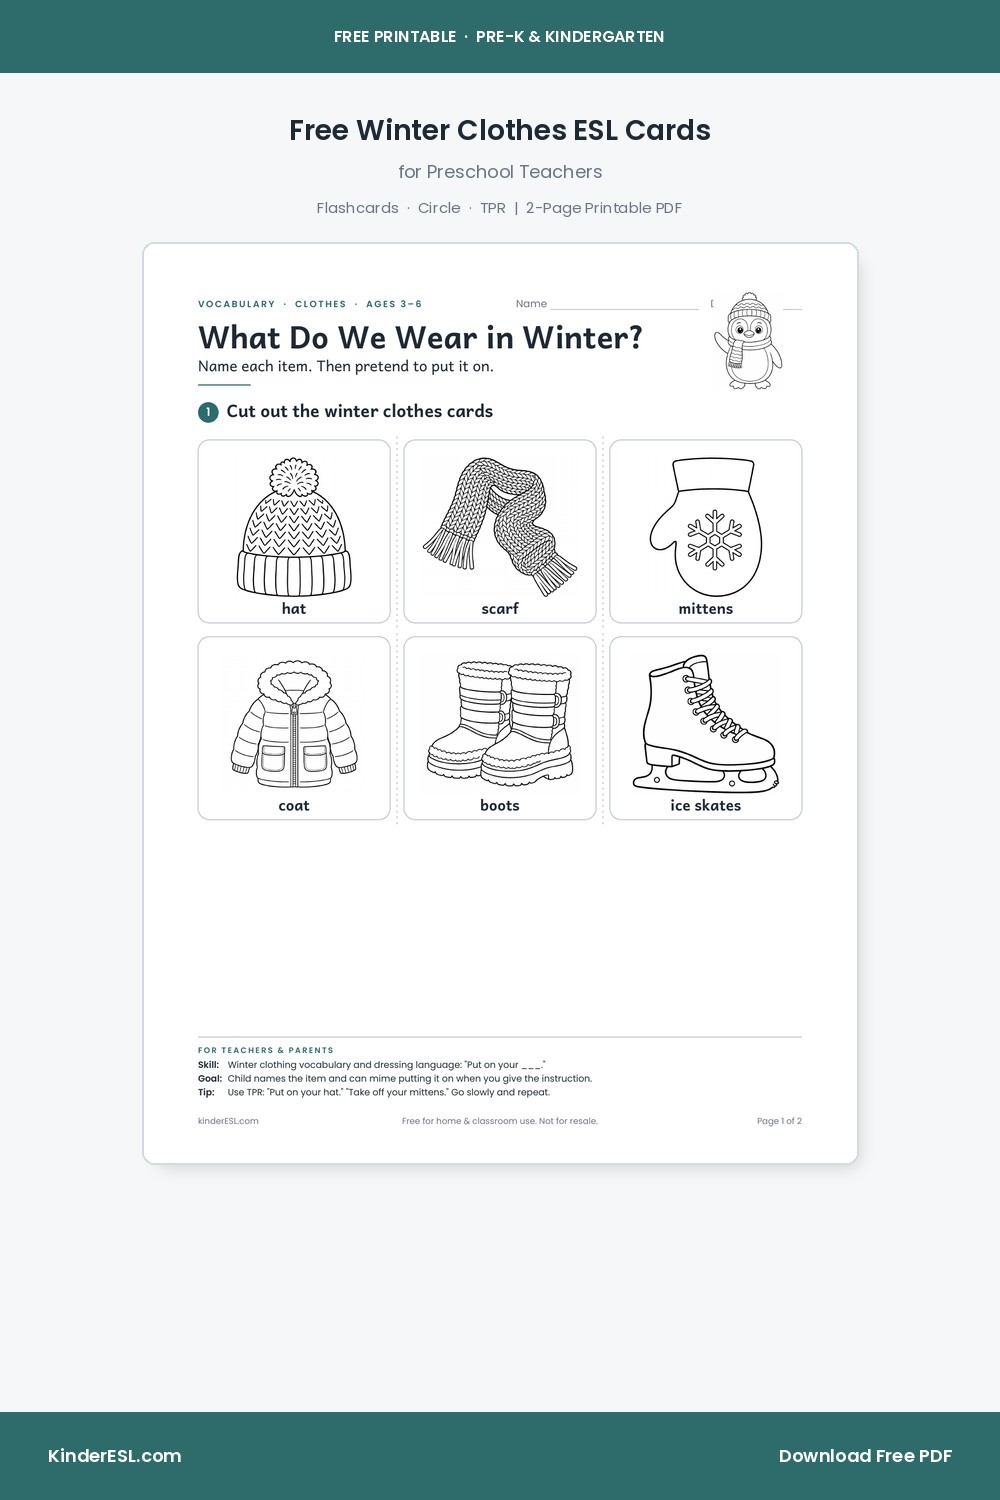 FREE PRINTABLE · PRE-K & KINDERGARTEN
Free Winter Clothes ESL Cards
for Preschool Teachers
Flashcards · Circle · TPR | 2-Page Printable PDF
VOCABULARY · CLOTHES · AGES 3–6
Name
What Do We Wear in Winter?
Name each item. Then pretend to put it on.
1 Cut out the winter clothes cards
hat scarf mittens
coat boots ice skates
FOR TEACHERS & PARENTS
Skill: Winter clothing vocabulary and dressing language: "Put on your ___."
Goal: Child names the item and can mime putting it on when you give the instruction.
Tip: Use TPR: "Put on your hat." "Take off your mittens." Go slowly and repeat.
kinderESL.com Free for home & classroom use. Not for resale. Page 1 of 2
KinderESL.com Download Free PDF